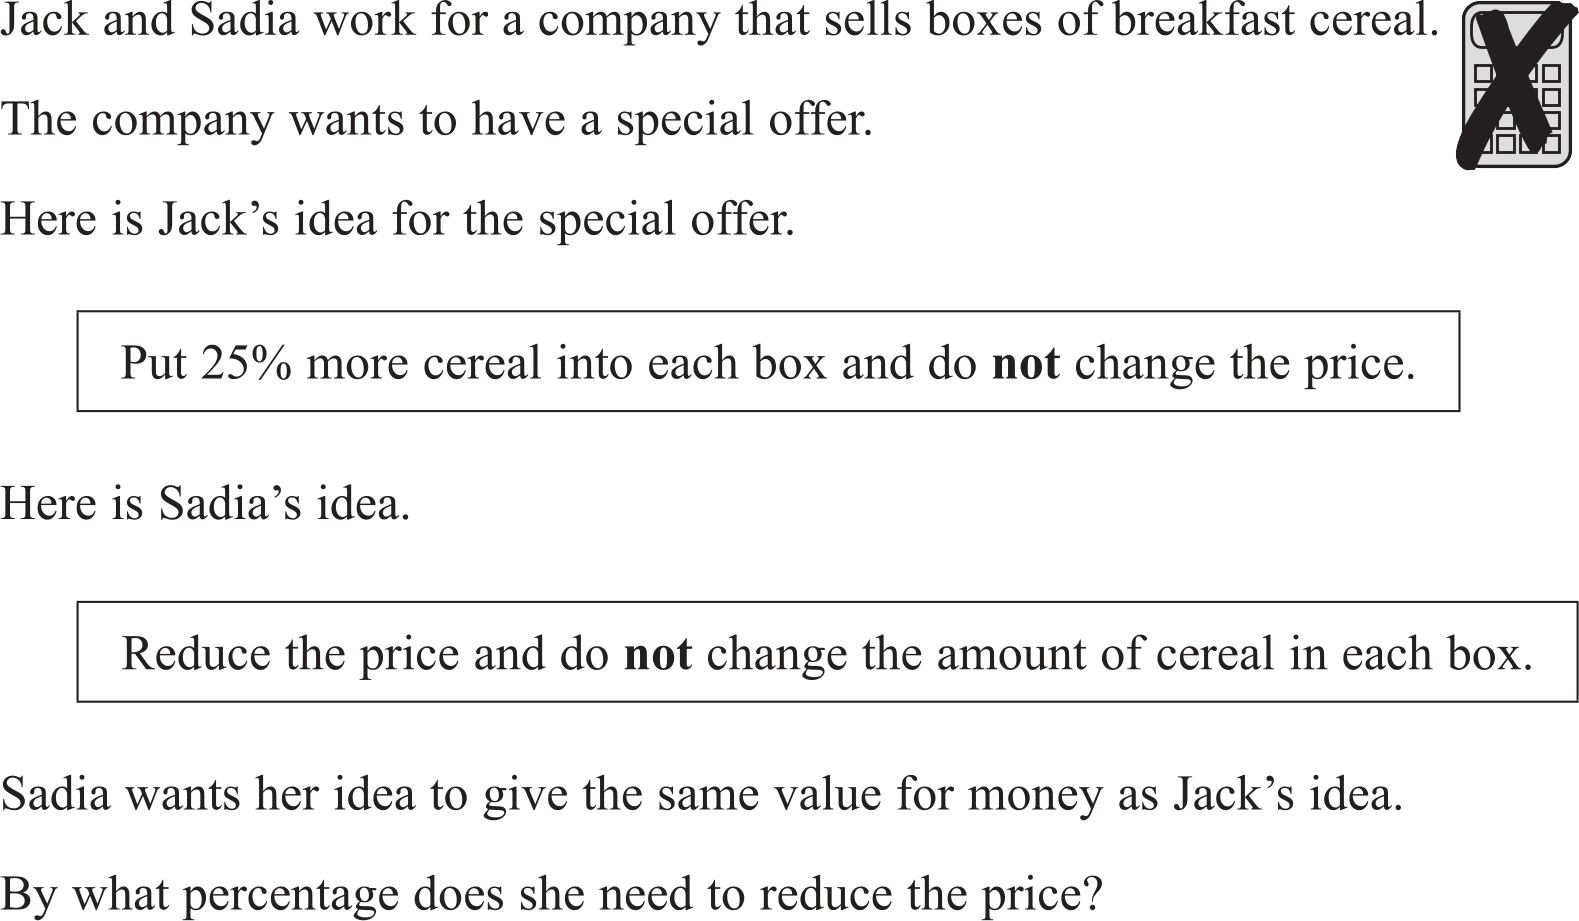 Jack and Sadia work for a company that sells boxes of breakfast cereal.
The company wants to have a special offer.
Here is Jack’s idea for the special offer.
Put 25% more cereal into each box and do not change the price.
Here is Sadia’s idea.
Reduce the price and do not change the amount of cereal in each box.
Sadia wants her idea to give the same value for money as Jack’s idea.
By what percentage does she need to reduce the price?